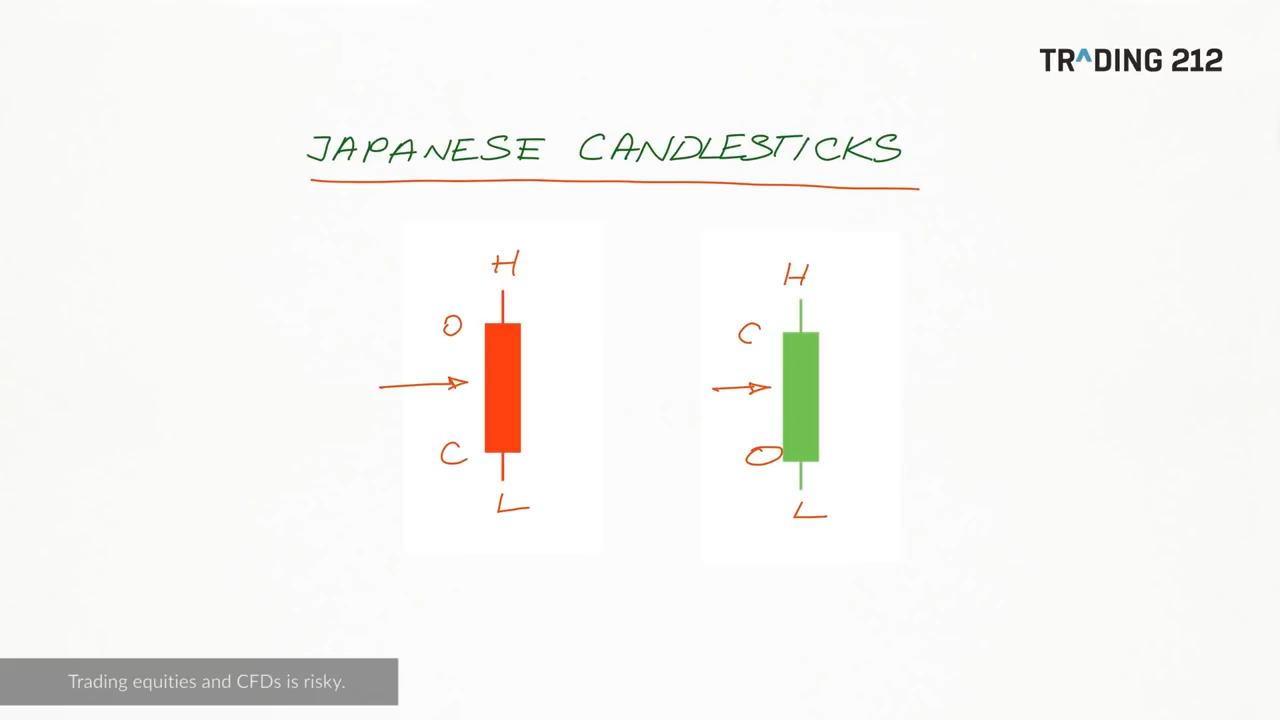 TRADING 212
JAPANESE CANDLESTICKS
H
H
O
C
C
O
L
L
Trading equities and CFDs is risky.